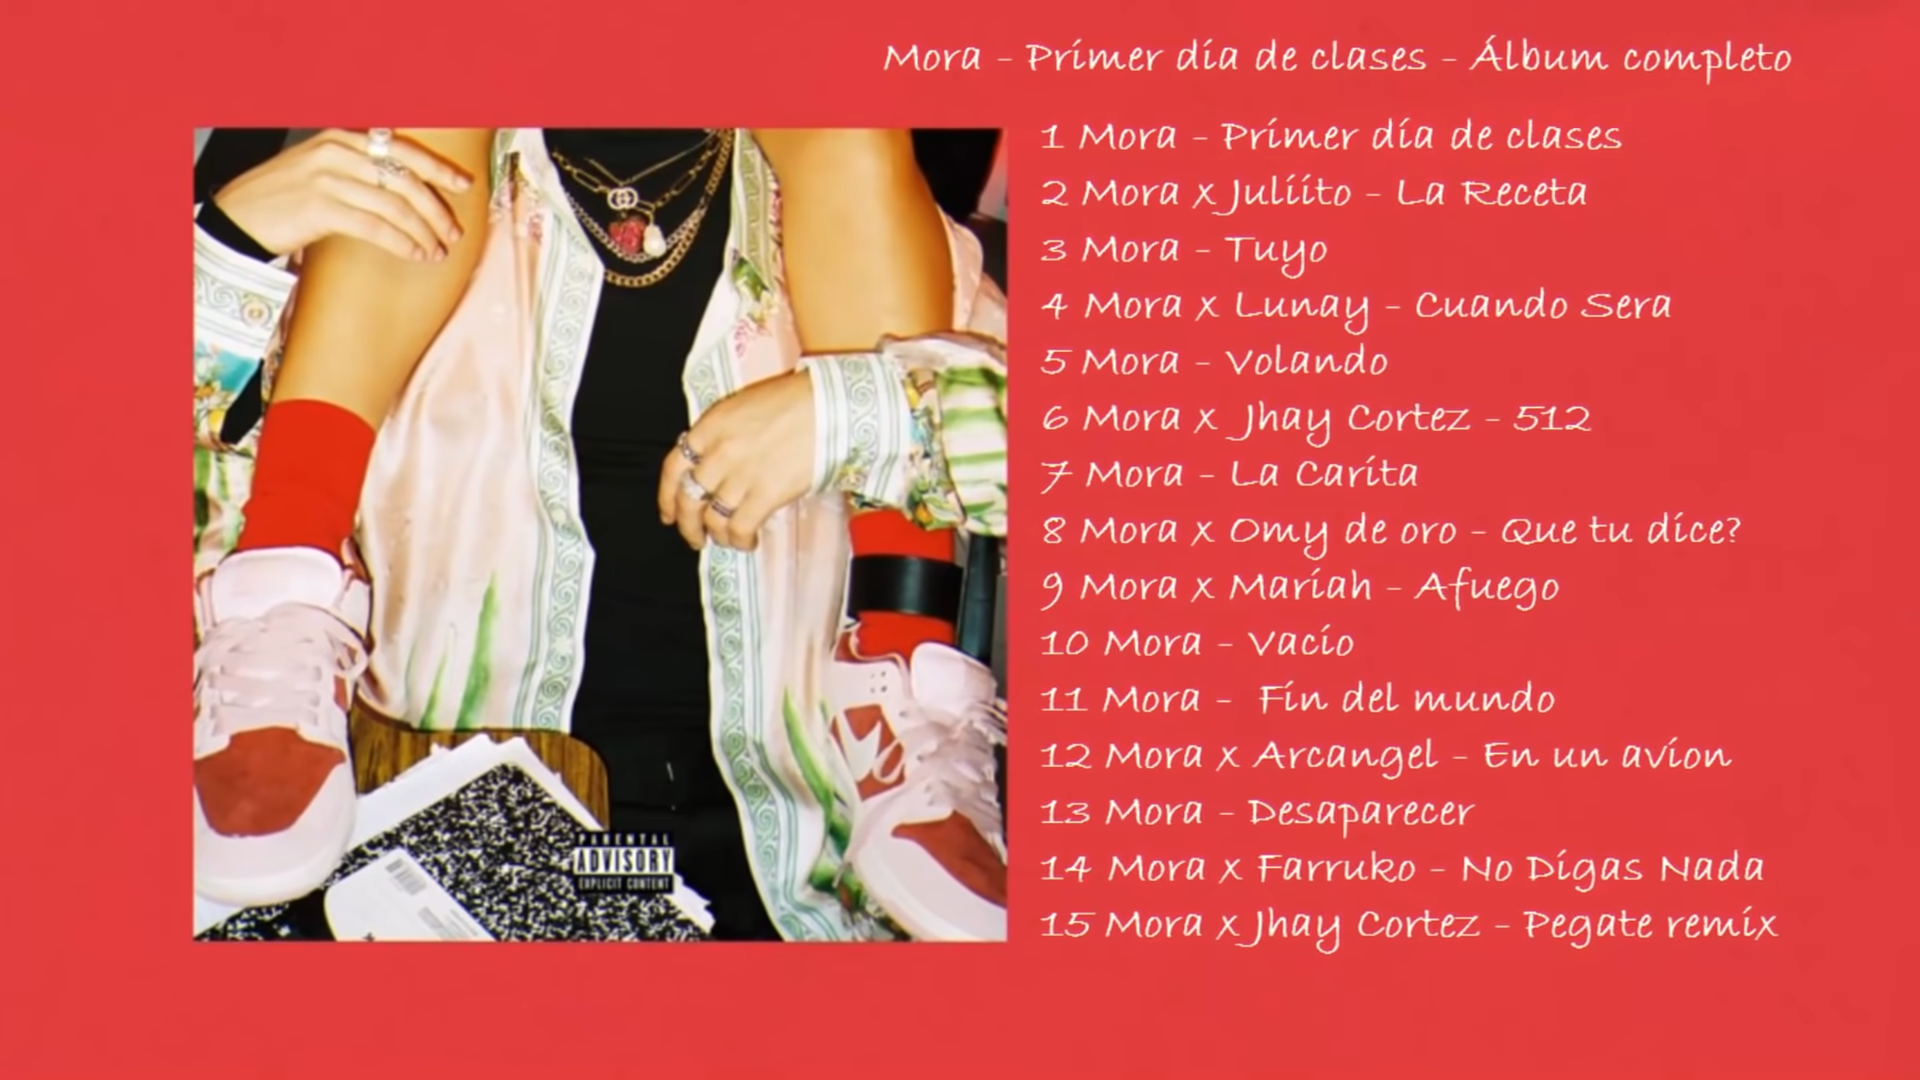 Mora - Primer día de clases - Álbum completo
1 Mora - Primer día de clases
2 Mora x Juliito - La Receta
3 Mora - Tuyo
4 Mora x Lunay - Cuando Sera
5 Mora - Volando
6 Mora x Jhay Cortez - 512
7 Mora - La Carita
8 Mora x Omy de oro - Que tu dice?
9 Mora x Mariah - Afuego
10 Mora - Vacio
11 Mora - Fin del mundo
12 Mora x Arcangel - En un avion
13 Mora - Desaparecer
14 Mora x Farruko - No Digas Nada
15 Mora x Jhay Cortez - Pegate remix
PARENTAL
ADVISORY
EXPLICIT CONTENT